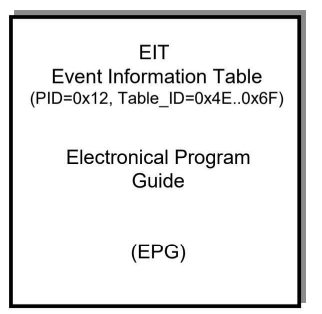 EIT
Event Information Table
(PID=0x12, Table_ID=0x4E..0x6F)
Electronical Program
Guide
(EPG)